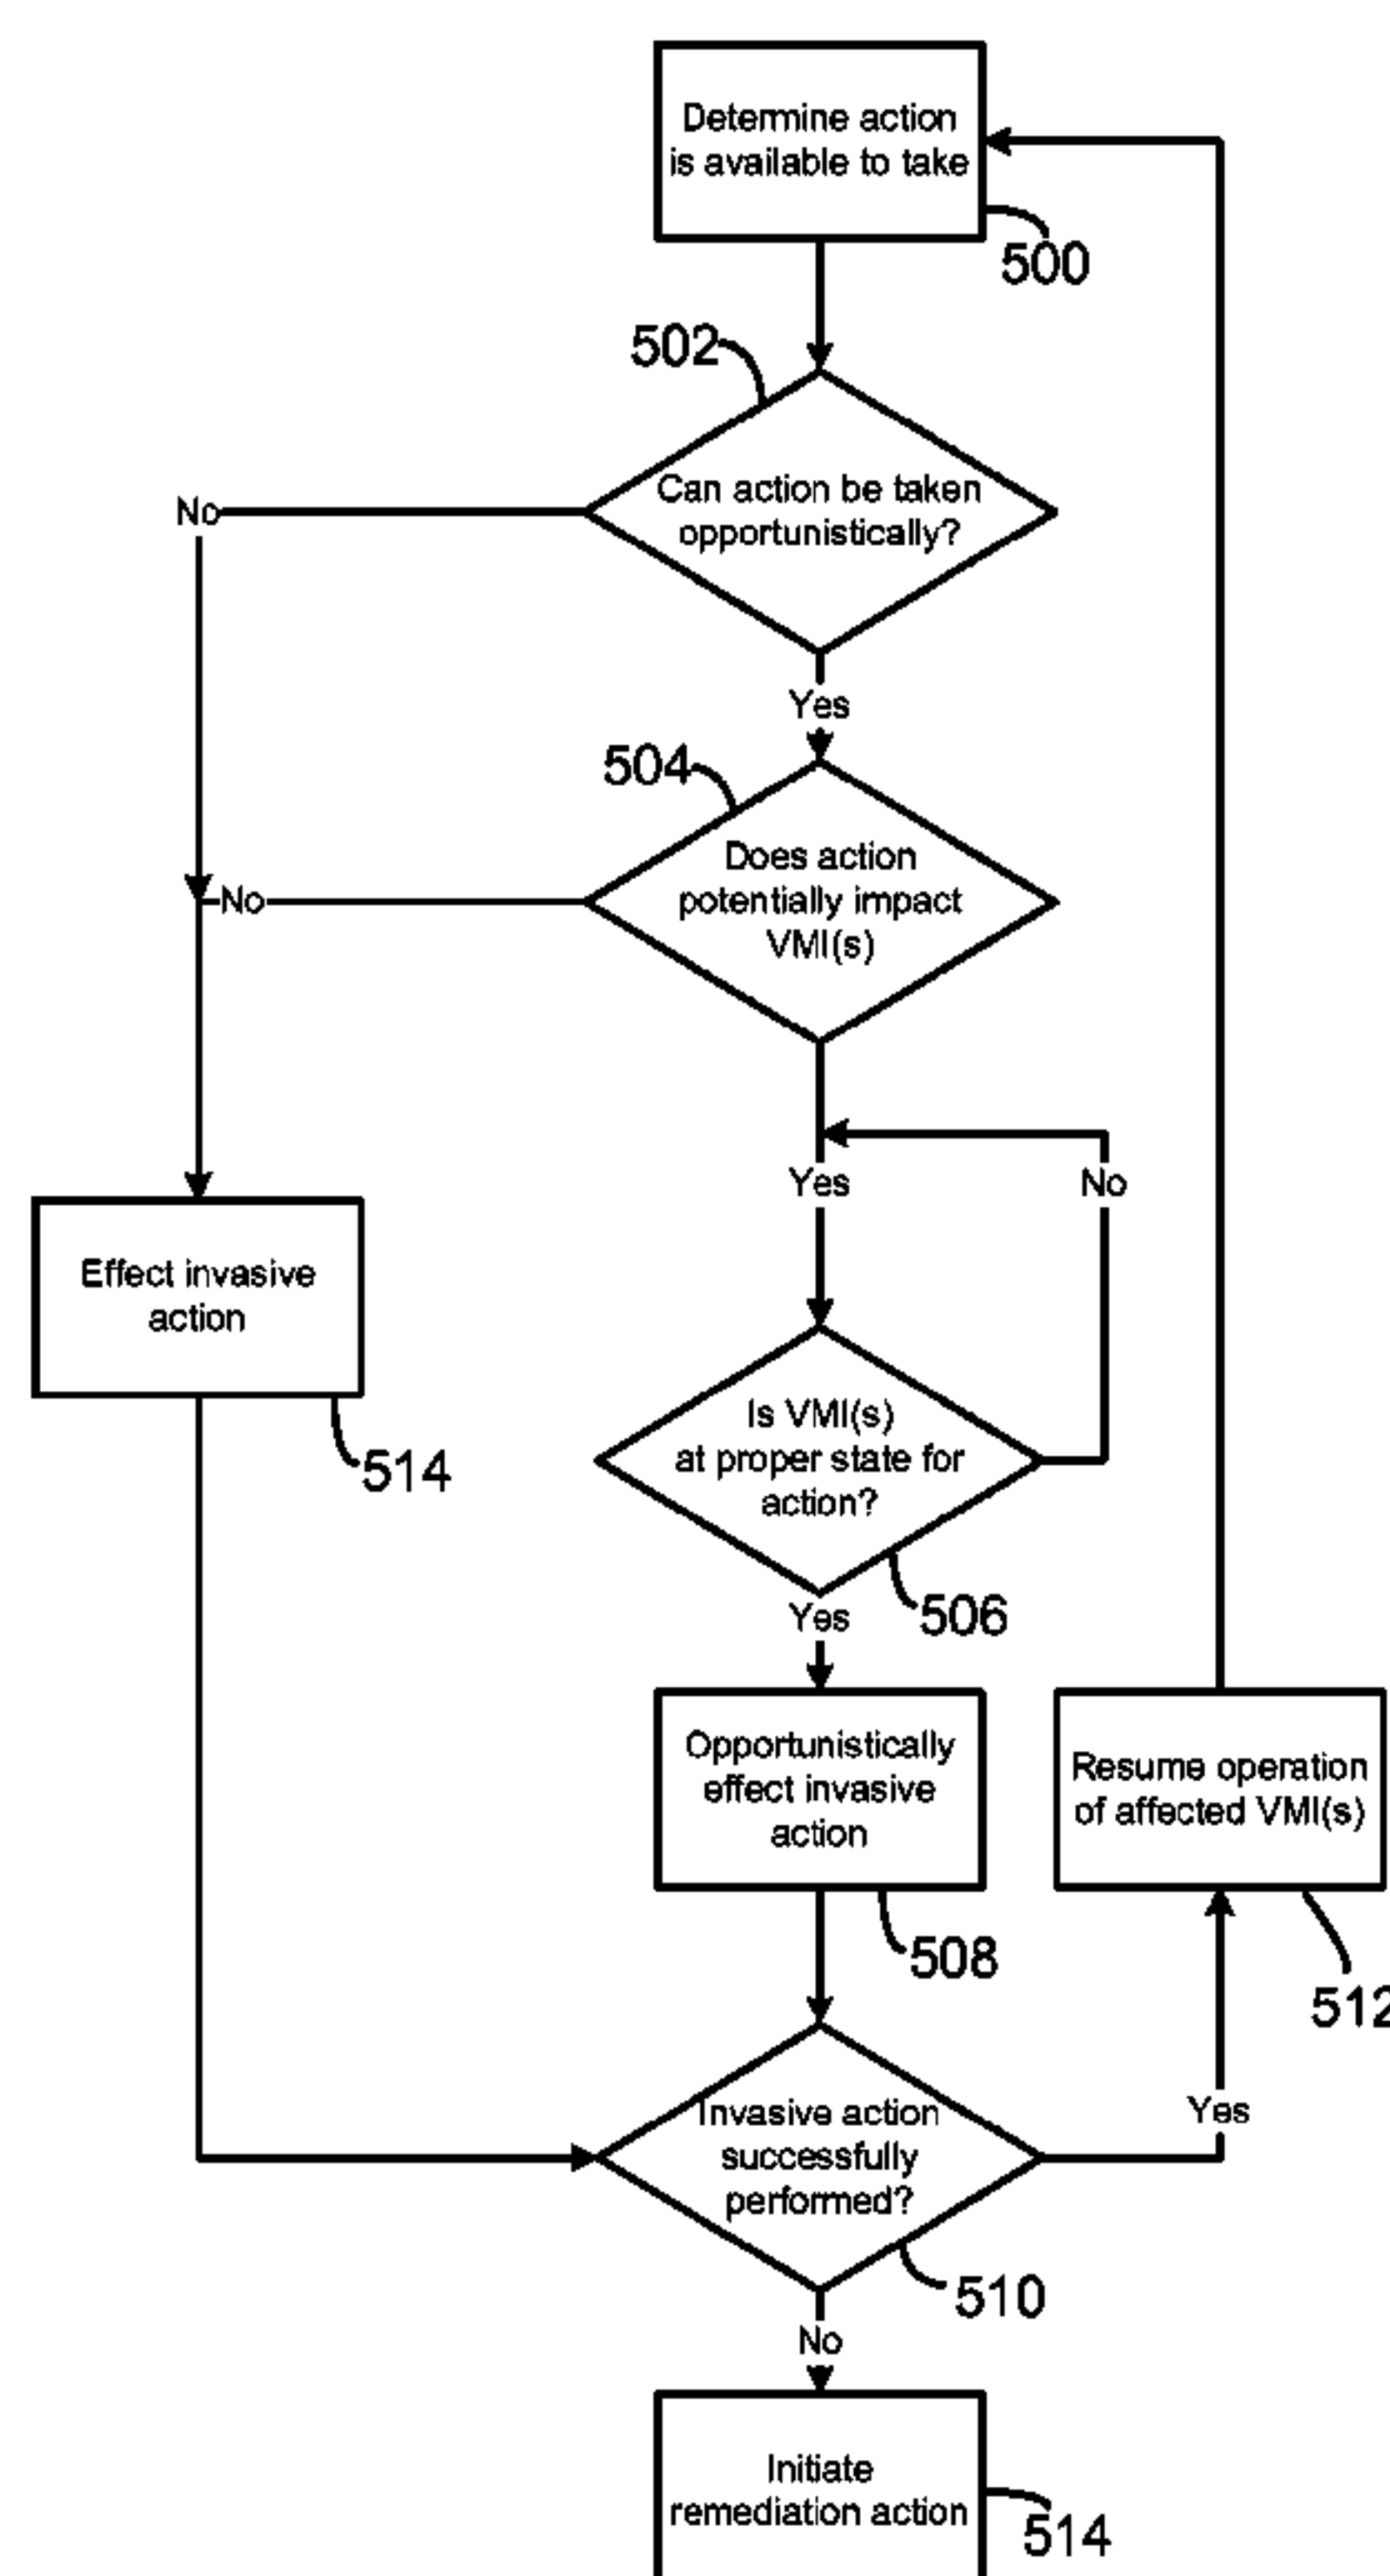 Determine action
is available to take
500
502
Can action be taken
opportunistically?
No
Yes
504
Does action
potentially impact
VMI(s)
No
Yes
No
Effect invasive
action
514
Is VMI(s)
at proper state for
action?
506
Yes
Opportunistically
effect invasive
action
508
Resume operation
of affected VMI(s)
512
Invasive action
successfully
performed?
Yes
510
No
Initiate
remediation action
514